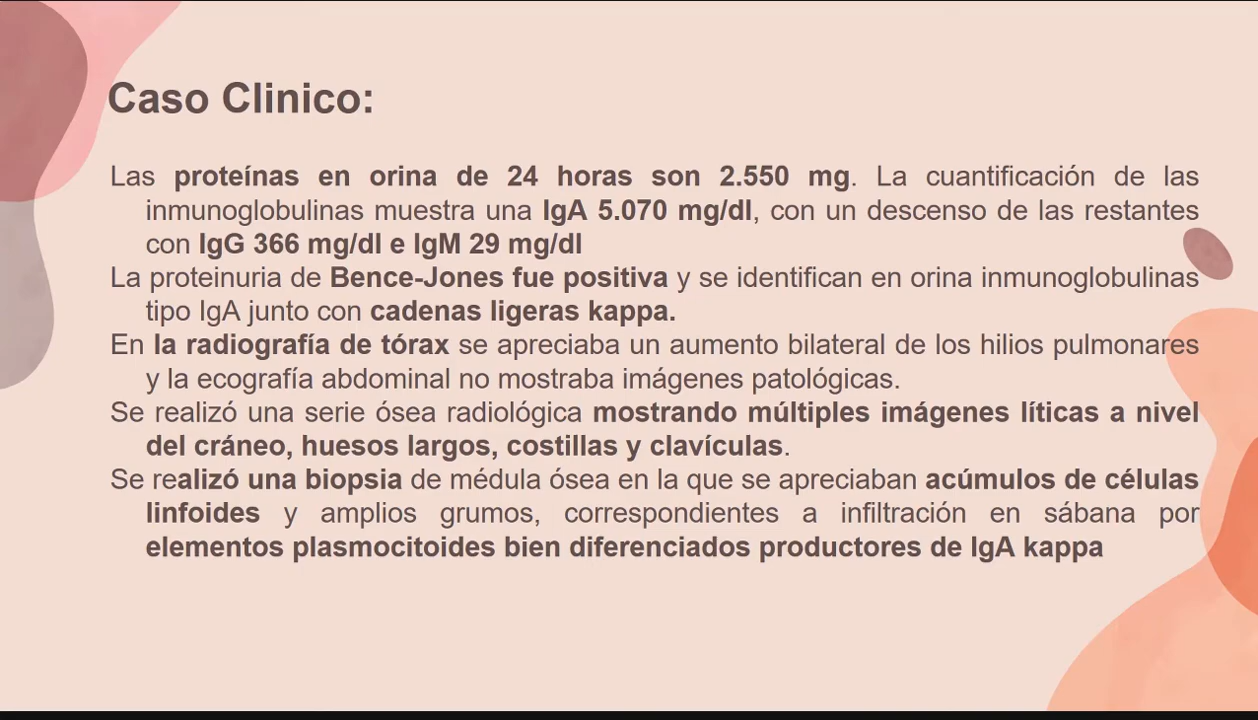 Caso Clinico:
Las proteínas en orina de 24 horas son 2.550 mg. La cuantificación de las
inmunoglobulinas muestra una IgA 5.070 mg/dl, con un descenso de las restantes
con IgG 366 mg/dl e IgM 29 mg/dl
La proteinuria de Bence-Jones fue positiva y se identifican en orina inmunoglobulinas
tipo IgA junto con cadenas ligeras kappa.
En la radiografía de tórax se apreciaba un aumento bilateral de los hilios pulmonares
y la ecografía abdominal no mostraba imágenes patológicas.
Se realizó una serie ósea radiológica mostrando múltiples imágenes líticas a nivel
del cráneo, huesos largos, costillas y clavículas.
Se realizó una biopsia de médula ósea en la que se apreciaban acúmulos de células
linfoides y amplios grumos, correspondientes a infiltración en sábana por
elementos plasmocitoides bien diferenciados productores de IgA kappa